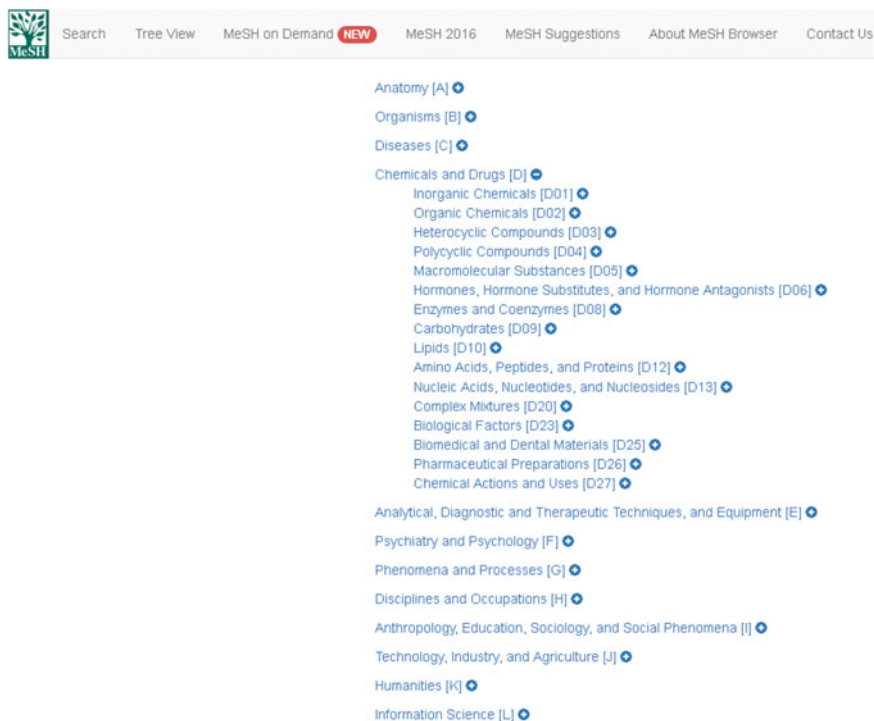 MeSH
Search Tree View MeSH on Demand NEW MeSH 2016 MeSH Suggestions About MeSH Browser Contact Us
Anatomy [A]
Organisms [B]
Diseases [C]
Chemicals and Drugs [D]
Inorganic Chemicals [D01]
Organic Chemicals [D02]
Heterocyclic Compounds [D03]
Polycyclic Compounds [D04]
Macromolecular Substances [D05]
Hormones, Hormone Substitutes, and Hormone Antagonists [D06]
Enzymes and Coenzymes [D08]
Carbohydrates [D09]
Lipids [D10]
Amino Acids, Peptides, and Proteins [D12]
Nucleic Acids, Nucleotides, and Nucleosides [D13]
Complex Mixtures [D20]
Biological Factors [D23]
Biomedical and Dental Materials [D25]
Pharmaceutical Preparations [D26]
Chemical Actions and Uses [D27]
Analytical, Diagnostic and Therapeutic Techniques, and Equipment [E]
Psychiatry and Psychology [F]
Phenomena and Processes [G]
Disciplines and Occupations [H]
Anthropology, Education, Sociology, and Social Phenomena [I]
Technology, Industry, and Agriculture [J]
Humanities [K]
Information Science [L]